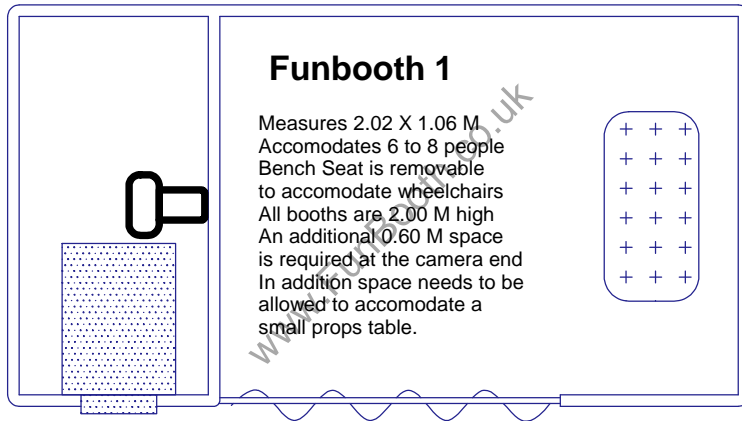 Funbooth 1
Measures 2.02 X 1.06 M
Accomodates 6 to 8 people
Bench Seat is removable
to accomodate wheelchairs
All booths are 2.00 M high
An additional 0.60 M space
is required at the camera end
In addition space needs to be
allowed to accomodate a
small props table.
www.FunBooth.co.uk